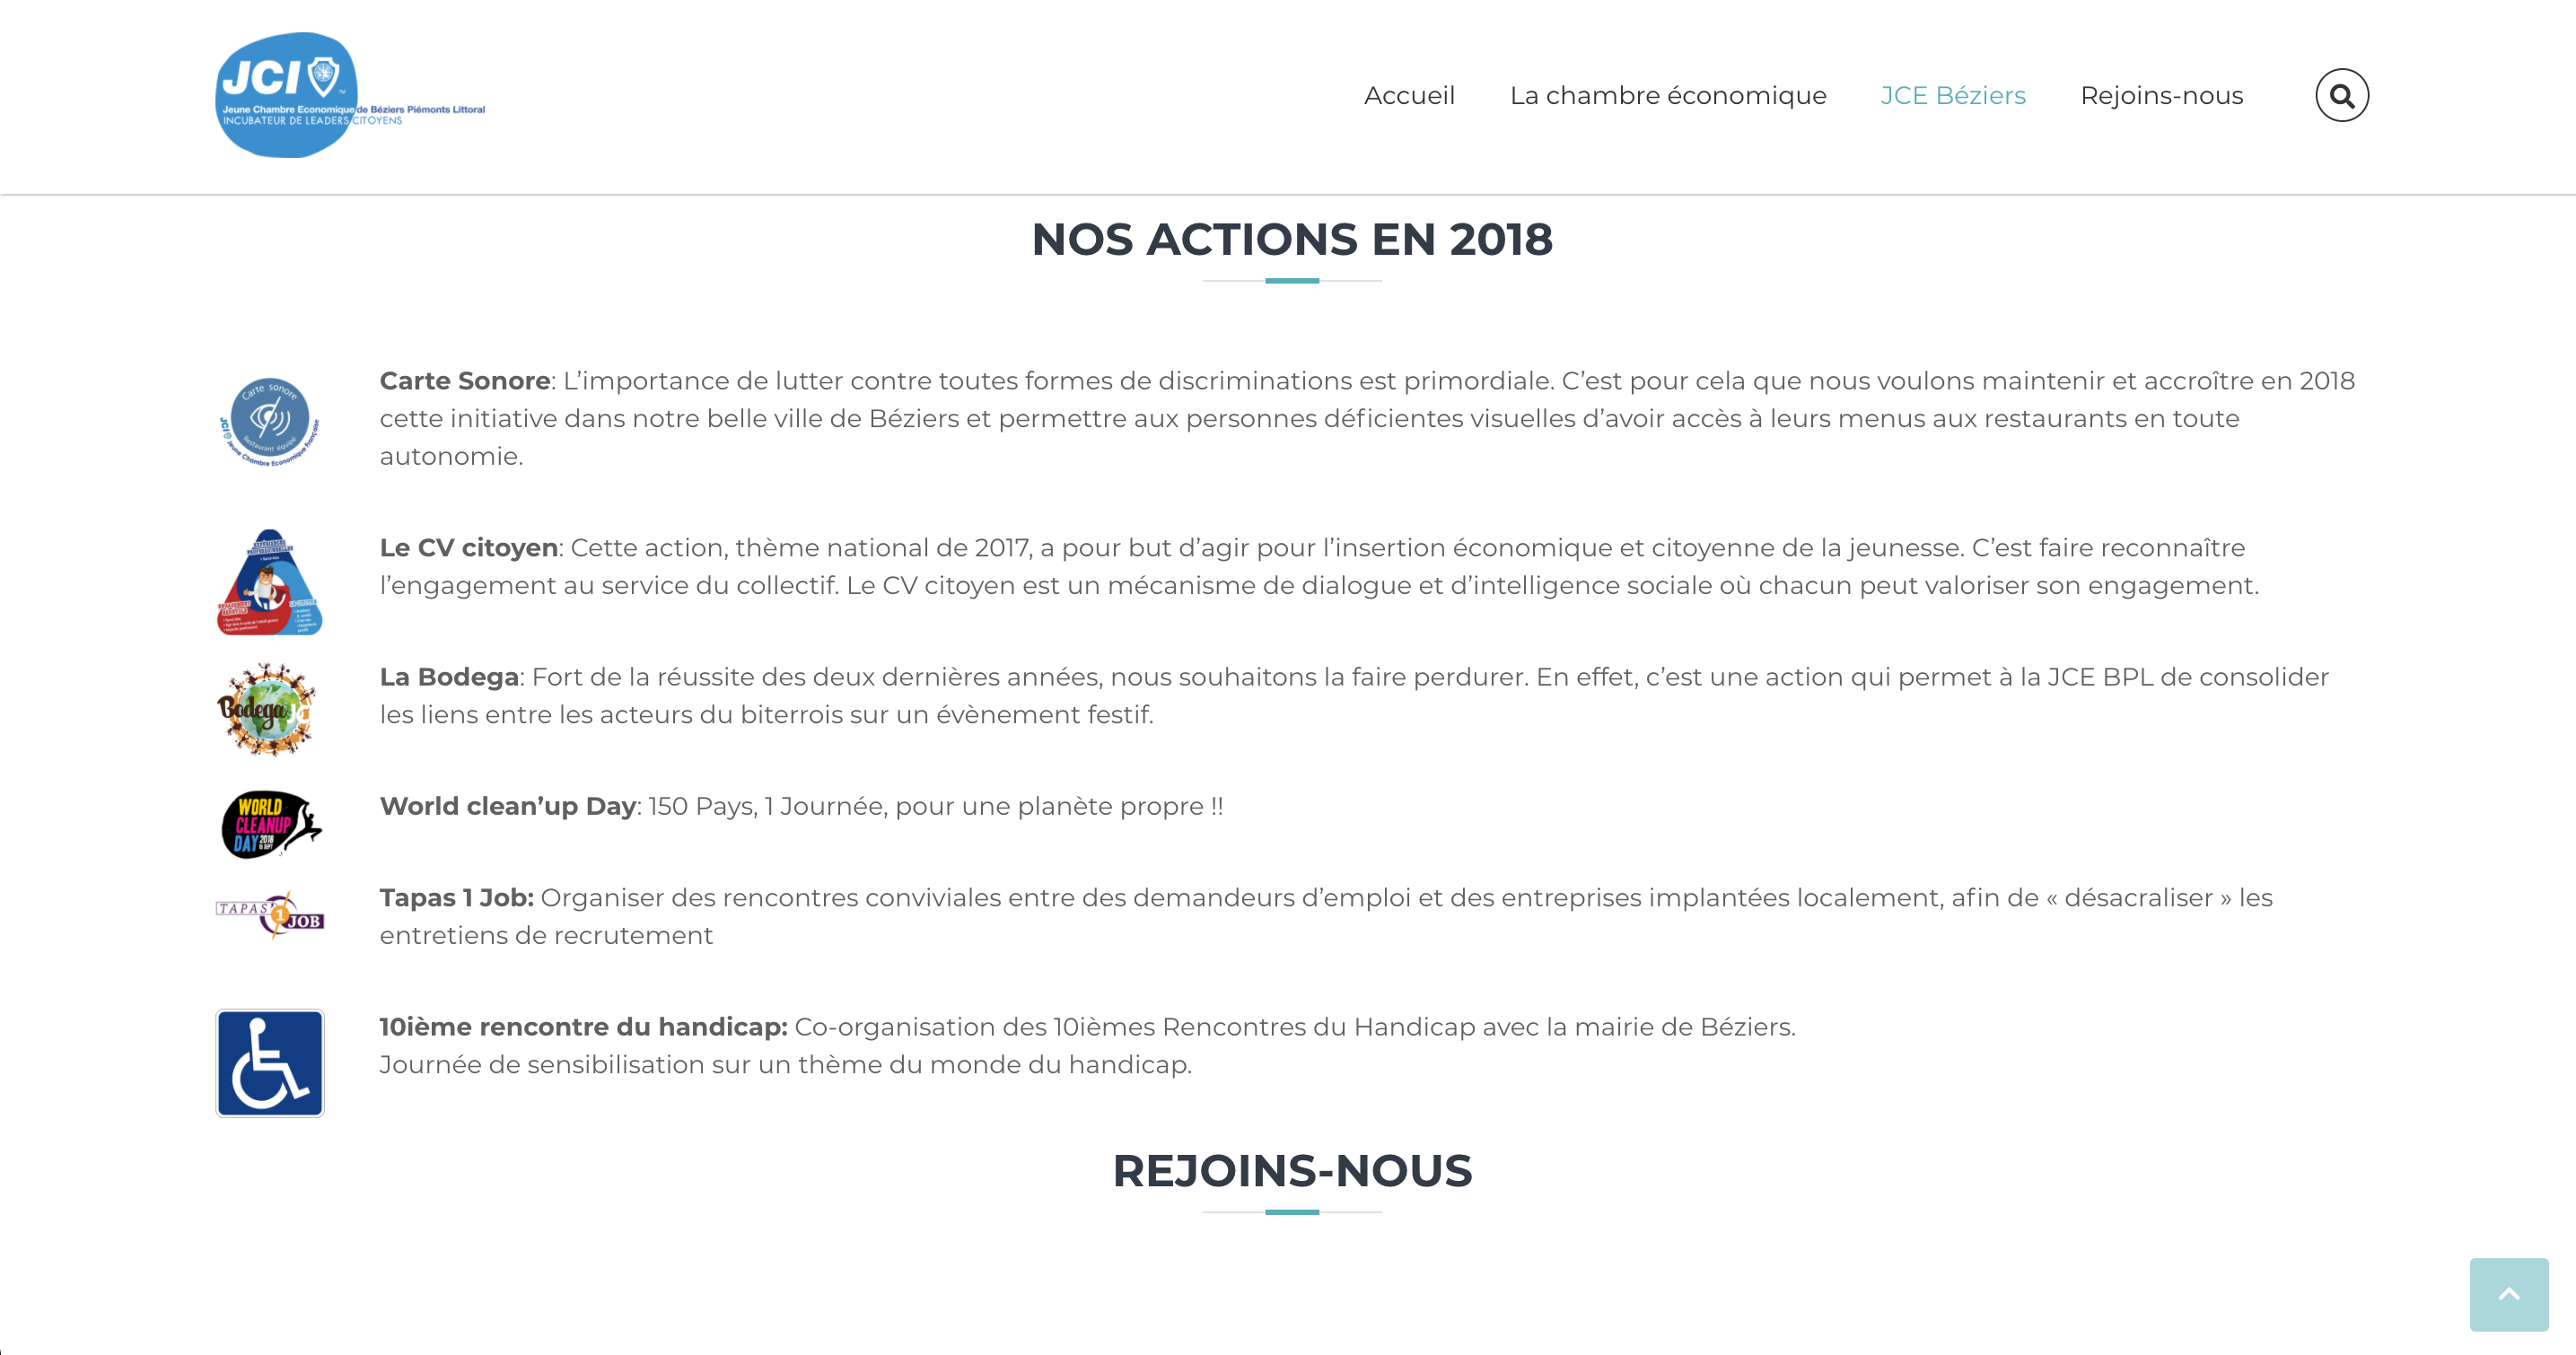 JCI
TM
Jeune Chambre Economique de Béziers Piémonts Littoral
INCUBATEUR DE LEADERS CITOYENS
Accueil
La chambre économique
JCE Béziers
Rejoins-nous
NOS ACTIONS EN 2018
Carte sonore
Restaurant équipé
JCI Jeune Chambre Economique Française
Carte Sonore: L’importance de lutter contre toutes formes de discriminations est primordiale. C’est pour cela que nous voulons maintenir et accroître en 2018
cette initiative dans notre belle ville de Béziers et permettre aux personnes déficientes visuelles d’avoir accès à leurs menus aux restaurants en toute
autonomie.
EXPÉRIENCES
PROFESSIONNELLES
Le CV citoyen: Cette action, thème national de 2017, a pour but d’agir pour l’insertion économique et citoyenne de la jeunesse. C’est faire reconnaître
l’engagement au service du collectif. Le CV citoyen est un mécanisme de dialogue et d’intelligence sociale où chacun peut valoriser son engagement.
Bodega
La Bodega: Fort de la réussite des deux dernières années, nous souhaitons la faire perdurer. En effet, c’est une action qui permet à la JCE BPL de consolider
les liens entre les acteurs du biterrois sur un évènement festif.
WORLD
CLEANUP
DAY 2018
15 SEPT
World clean’up Day: 150 Pays, 1 Journée, pour une planète propre !!
TAPAS'
1 JOB
Tapas 1 Job: Organiser des rencontres conviviales entre des demandeurs d’emploi et des entreprises implantées localement, afin de « désacraliser » les
entretiens de recrutement
10ième rencontre du handicap: Co-organisation des 10ièmes Rencontres du Handicap avec la mairie de Béziers.
Journée de sensibilisation sur un thème du monde du handicap.
REJOINS-NOUS